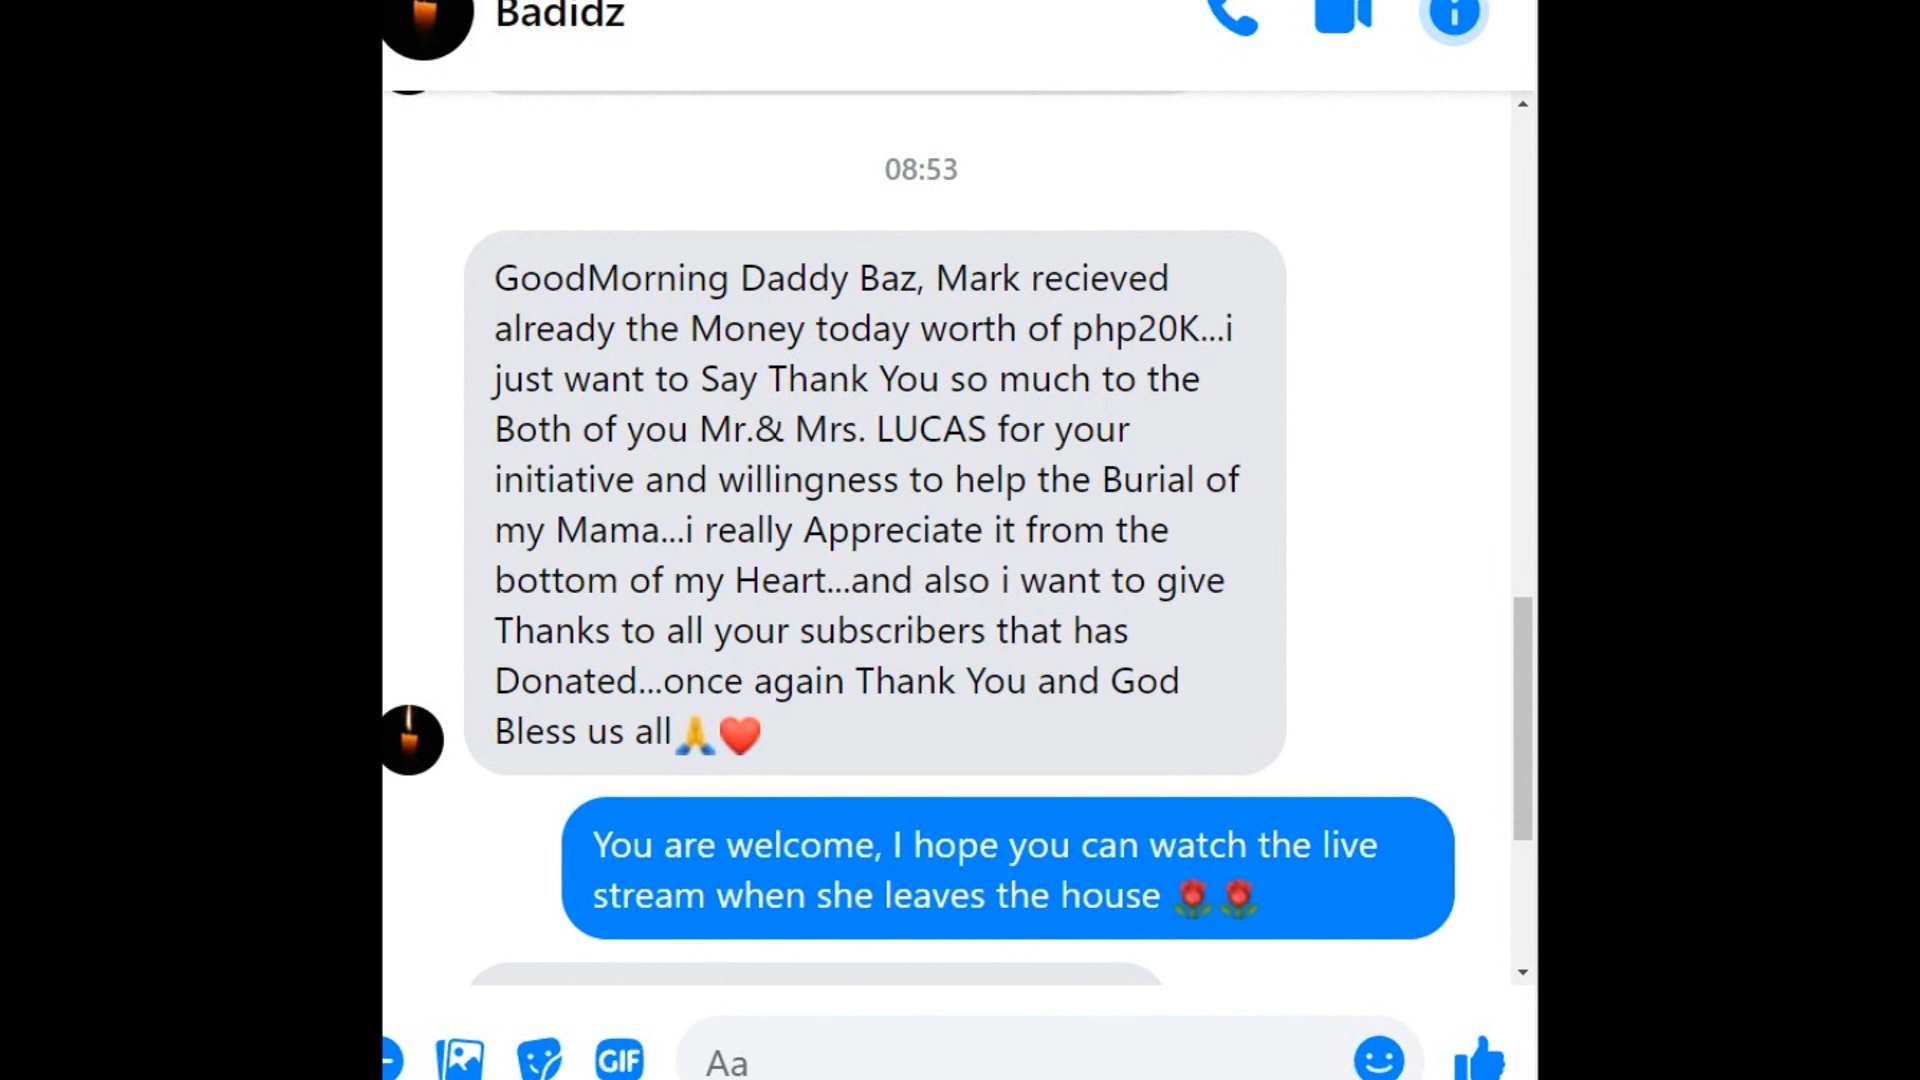 Badidz
08:53
GoodMorning Daddy Baz, Mark recieved
already the Money today worth of php20K...i
just want to Say Thank You so much to the
Both of you Mr.& Mrs. LUCAS for your
initiative and willingness to help the Burial of
my Mama...i really Appreciate it from the
bottom of my Heart...and also i want to give
Thanks to all your subscribers that has
Donated...once again Thank You and God
Bless us all🙏❤️
You are welcome, I hope you can watch the live
stream when she leaves the house 🌹🌹
GIF
Aa